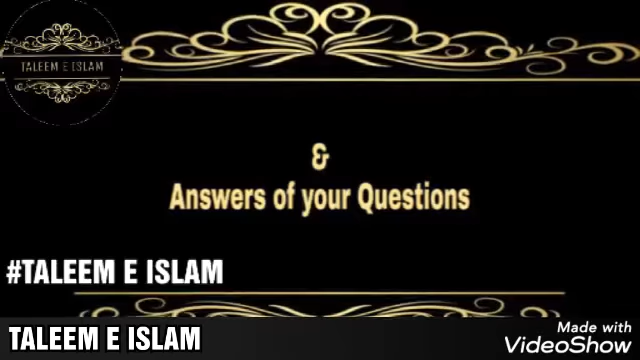 TALEEM E ISLAM
&
Answers of your Questions
#TALEEM E ISLAM
TALEEM E ISLAM
Made with
VideoShow